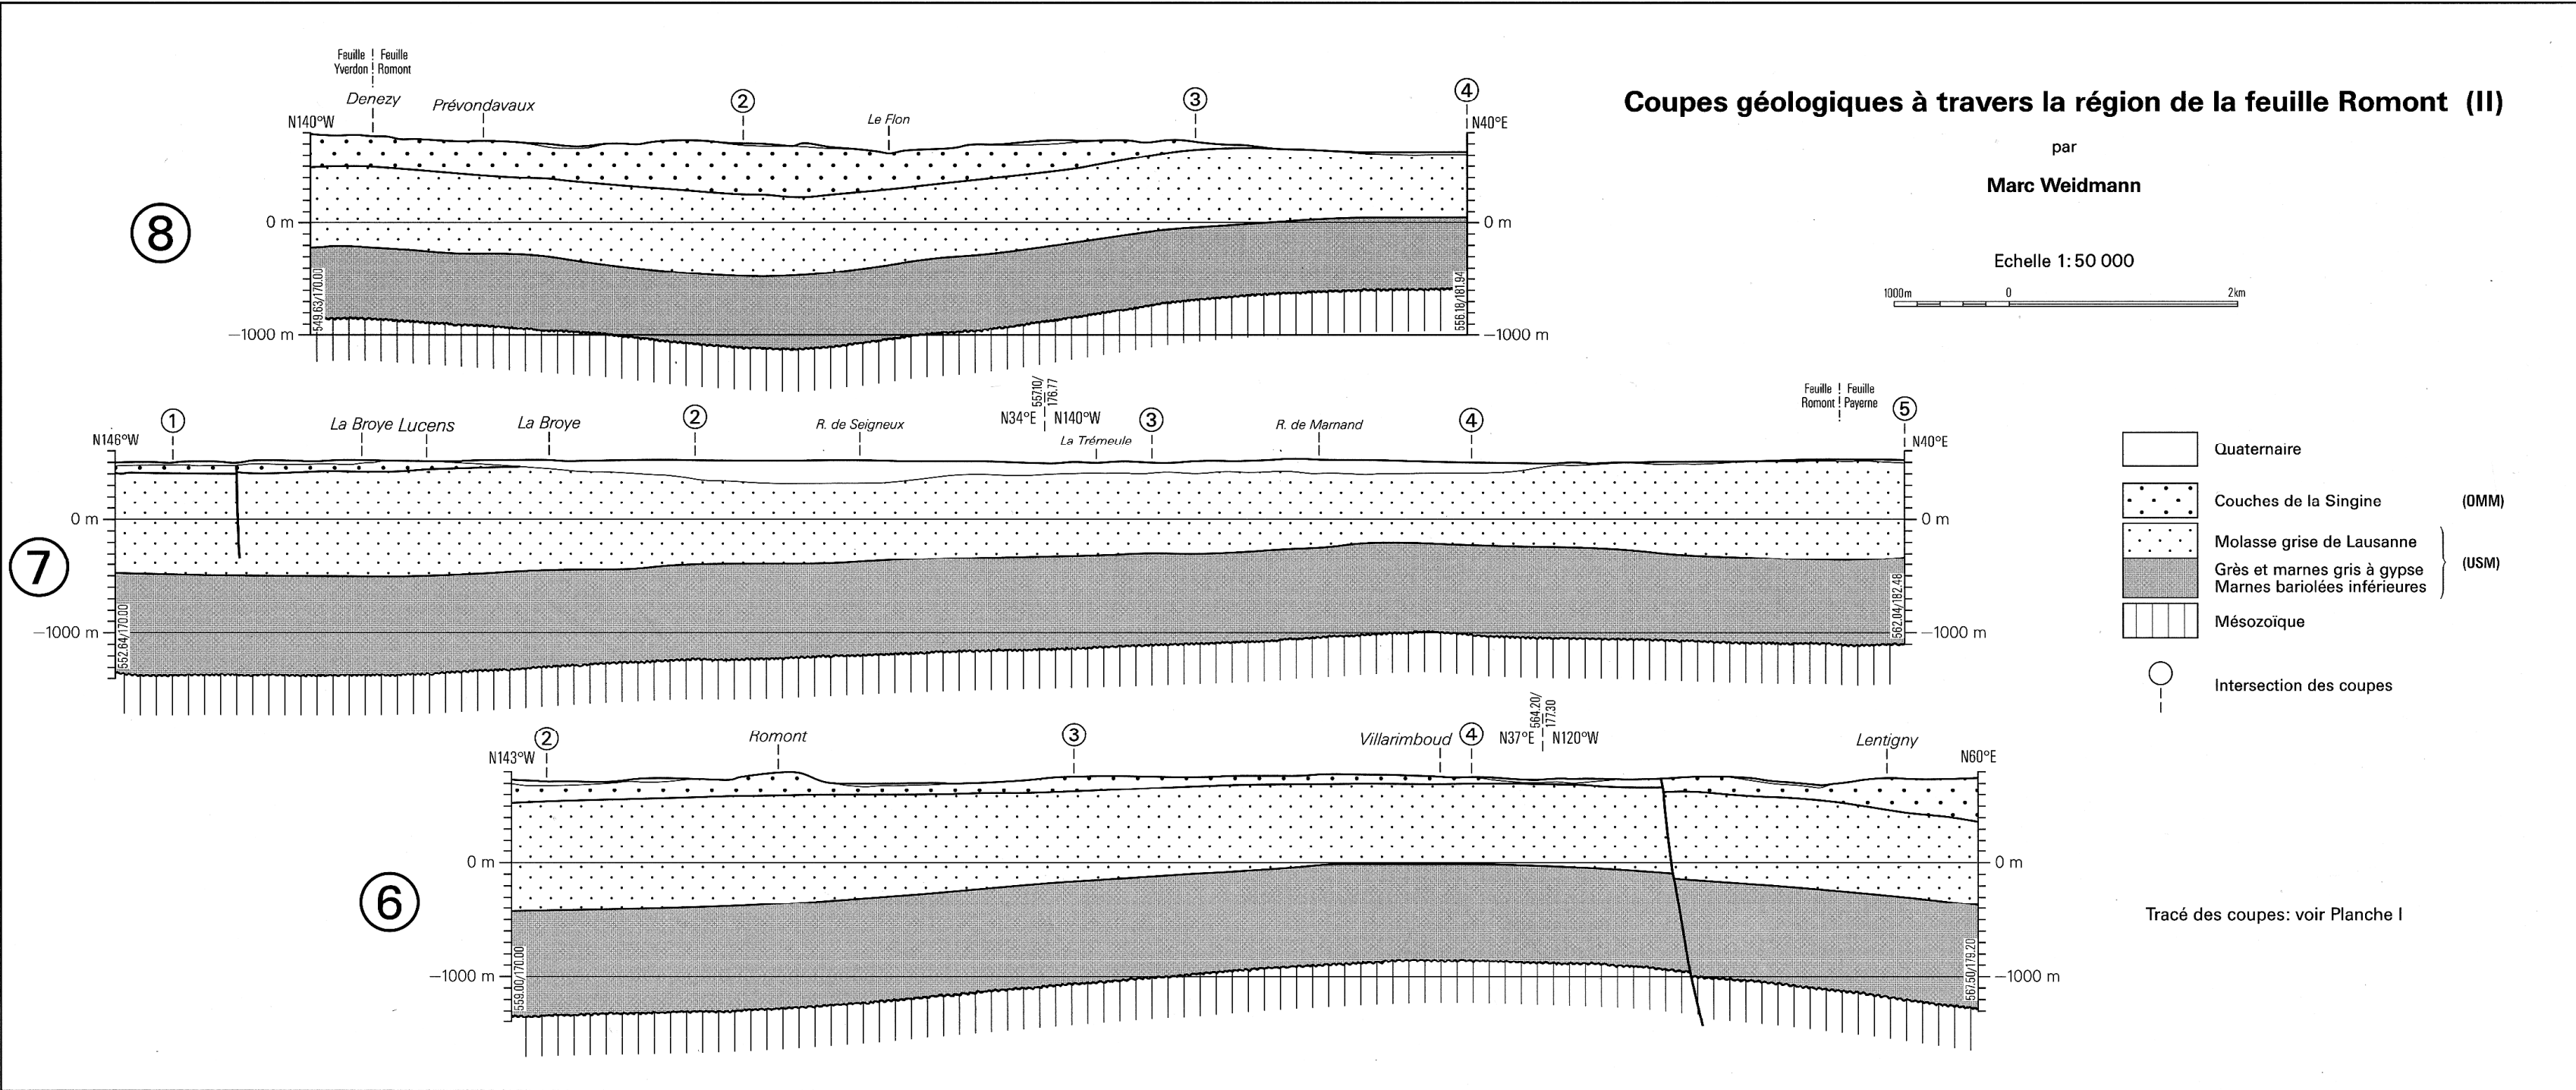 Coupes géologiques à travers la région de la feuille Romont (II)
par
Marc Weidmann
Echelle 1:50 000
1000m 0 2km
Feuille Feuille
Yverdon Romont
Denezy Prévondavaux 2 Le Flon 3 4
N140°W N40°E
0 m 0 m
8
549.63/170.00 556.18/181.94
–1000 m –1000 m
557.10/
176.77
Feuille Feuille
Romont Payerne
1 La Broye Lucens La Broye 2 R. de Seigneux N34°E N140°W La Trémeule 3 R. de Marnand 4 5
N146°W N40°E
0 m 0 m
7
552.64/170.00 562.04/182.48
–1000 m –1000 m
564.20/
177.30
2 Romont 3 Villarimboud 4 N37°E N120°W Lentigny
N143°W N60°E
0 m 0 m
6
559.00/170.00 567.50/179.20
–1000 m –1000 m
Quaternaire
Couches de la Singine (OMM)
Molasse grise de Lausanne
Grès et marnes gris à gypse (USM)
Marnes bariolées inférieures
Mésozoïque
Intersection des coupes
Tracé des coupes: voir Planche I